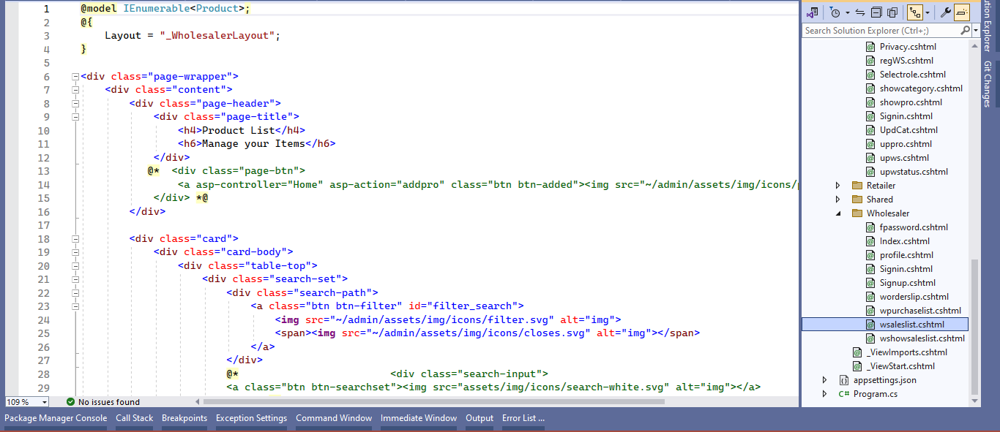 1 @model IEnumerable<Product>;
2 @{
3 Layout = "_WholesalerLayout";
4 }
5
6 <div class="page-wrapper">
7 <div class="content">
8 <div class="page-header">
9 <div class="page-title">
10 <h4>Product List</h4>
11 <h6>Manage your Items</h6>
12 </div>
13 @* <div class="page-btn">
14 <a asp-controller="Home" asp-action="addpro" class="btn btn-added"><img src="~/admin/assets/img/icons/
15 </div> *@
16 </div>
17
18 <div class="card">
19 <div class="card-body">
20 <div class="table-top">
21 <div class="search-set">
22 <div class="search-path">
23 <a class="btn btn-filter" id="filter_search">
24 <img src="~/admin/assets/img/icons/filter.svg" alt="img">
25 <span><img src="~/admin/assets/img/icons/closes.svg" alt="img"></span>
26 </a>
27 </div>
28 @* <div class="search-input">
29 <a class="btn btn-searchset"><img src="assets/img/icons/search-white.svg" alt="img"></a>
109 %
No issues found
Search Solution Explorer (Ctrl+;)
Privacy.cshtml
regWS.cshtml
Selectrole.cshtml
showcategory.cshtml
showpro.cshtml
Signin.cshtml
UpdCat.cshtml
uppro.cshtml
upws.cshtml
upwstatus.cshtml
Retailer
Shared
Wholesaler
fpassword.cshtml
Index.cshtml
profile.cshtml
Signin.cshtml
Signup.cshtml
worderslip.cshtml
wpurchaselist.cshtml
wsaleslist.cshtml
wshowsaleslist.cshtml
_ViewImports.cshtml
_ViewStart.cshtml
appsettings.json
C# Program.cs
Explorer
Git Changes
Package Manager Console Call Stack Breakpoints Exception Settings Command Window Immediate Window Output Error List ...